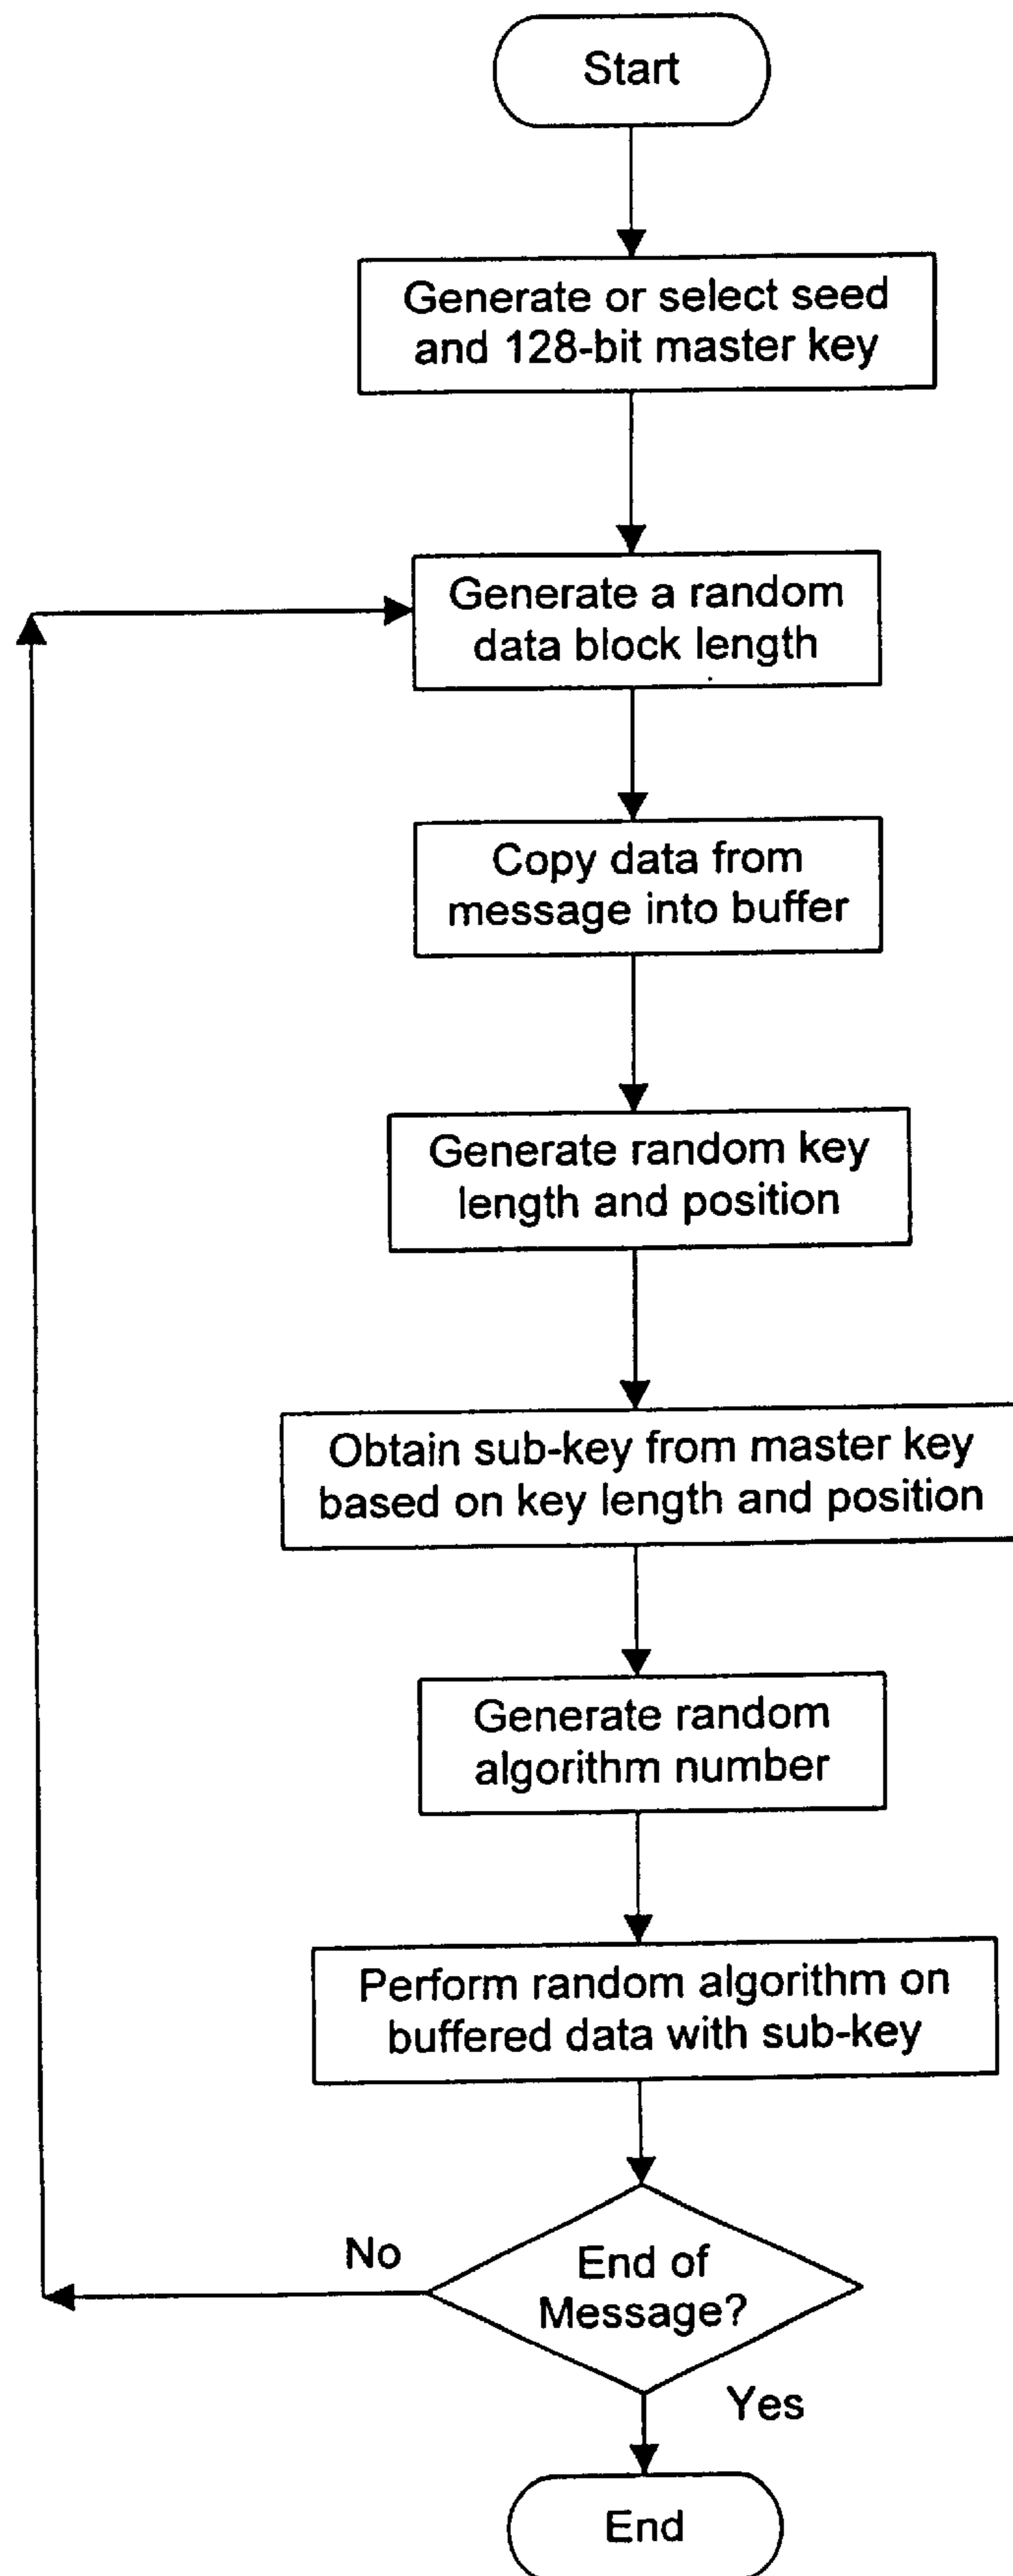 Start
Generate or select seed
and 128-bit master key
Generate a random
data block length
Copy data from
message into buffer
Generate random key
length and position
Obtain sub-key from master key
based on key length and position
Generate random
algorithm number
Perform random algorithm on
buffered data with sub-key
No
End of
Message?
Yes
End